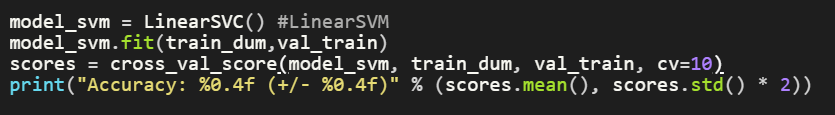 model_svm = LinearSVC() #LinearSVM
model_svm.fit(train_dum,val_train)
scores = cross_val_score(model_svm, train_dum, val_train, cv=10)
print("Accuracy: %0.4f (+/- %0.4f)" % (scores.mean(), scores.std() * 2))